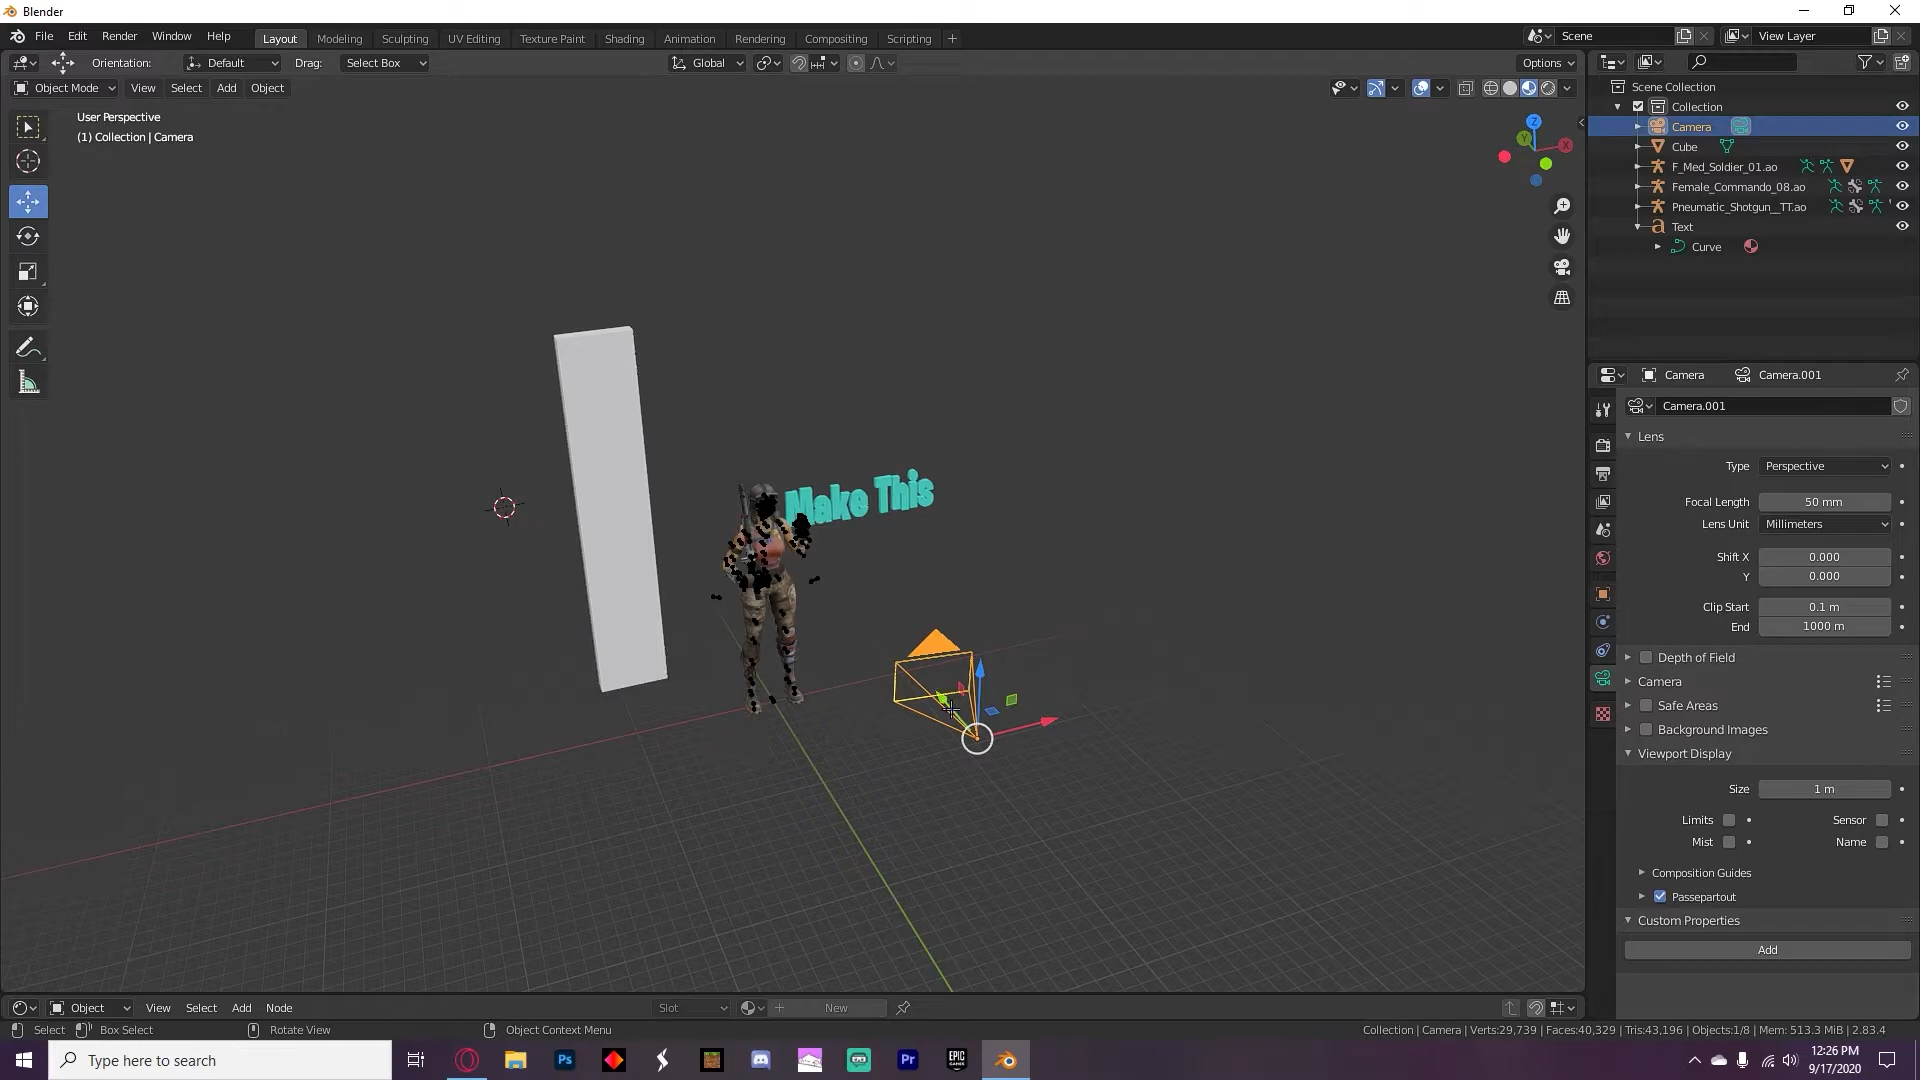 Blender
File Edit Render Window Help
Layout Modeling Sculpting UV Editing Texture Paint Shading Animation Rendering Compositing Scripting +
Scene
View Layer
Orientation: Default Drag: Select Box
Global
Options
Object Mode View Select Add Object
User Perspective
(1) Collection | Camera
Z
Y
X
Make This
Scene Collection
Collection
Camera
Cube
F_Med_Soldier_01.ao
Female_Commando_08.ao
Pneumatic_Shotgun__TT.ao
Text
Curve
Camera Camera.001
Camera.001
Lens
Type Perspective
Focal Length 50 mm
Lens Unit Millimeters
Shift X 0.000
Y 0.000
Clip Start 0.1 m
End 1000 m
Depth of Field
Camera
Safe Areas
Background Images
Viewport Display
Size 1 m
Limits Sensor
Mist Name
Composition Guides
Passepartout
Custom Properties
Add
Object View Select Add Node
Slot
New
Select Box Select Rotate View Object Context Menu
Collection | Camera | Verts:29,739 | Faces:40,329 | Tris:43,196 | Objects:1/8 | Mem: 513.3 MiB | 2.83.4
Type here to search
Ps
Pr
EPIC GAMES
12:26 PM
9/17/2020